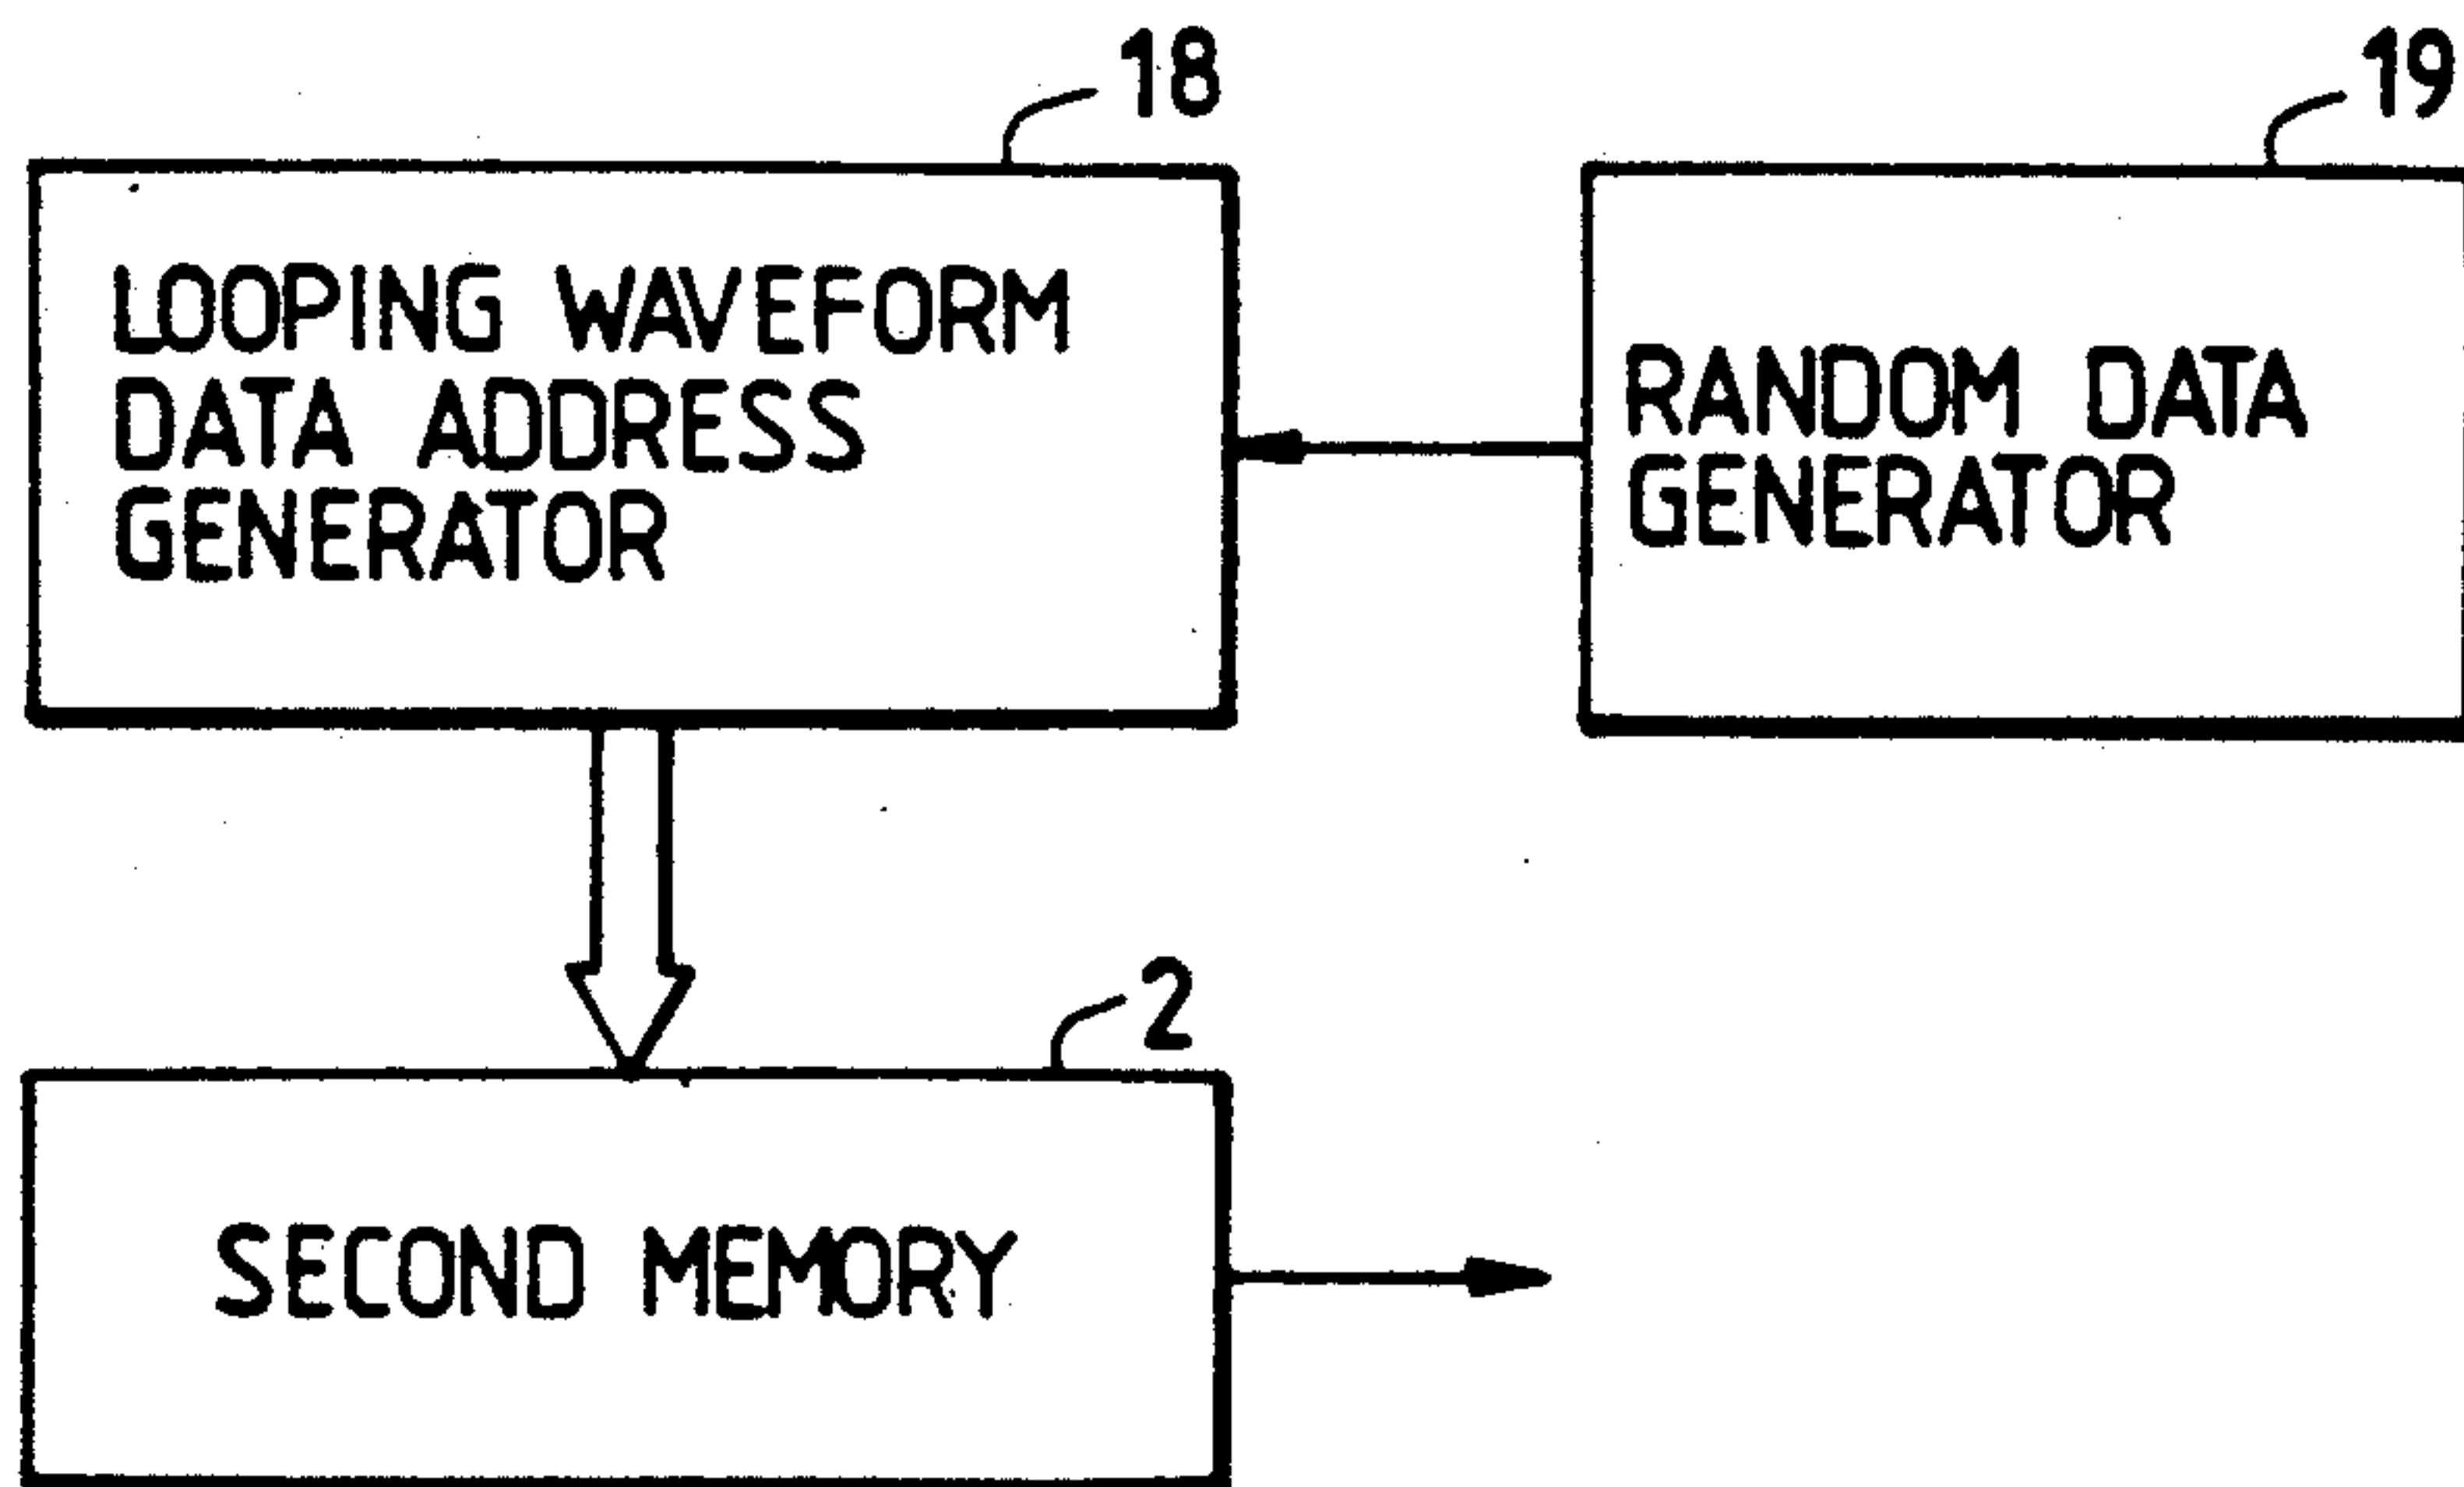 18
LOOPING WAVEFORM
DATA ADDRESS
GENERATOR
19
RANDOM DATA
GENERATOR
2
SECOND MEMORY